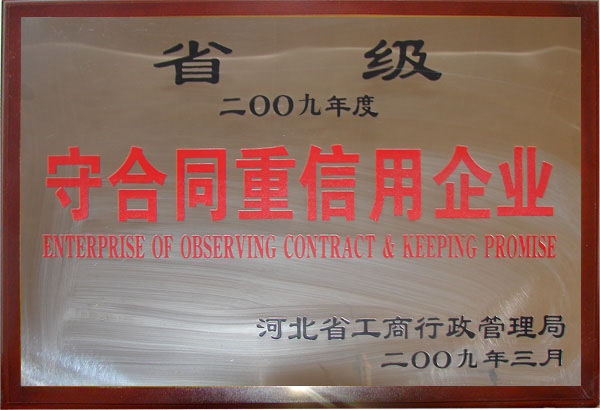 省 级
二〇〇九年度
守合同重信用企业
ENTERPRISE OF OBSERVING CONTRACT & KEEPING PROMISE
河北省工商行政管理局
二〇〇九年三月